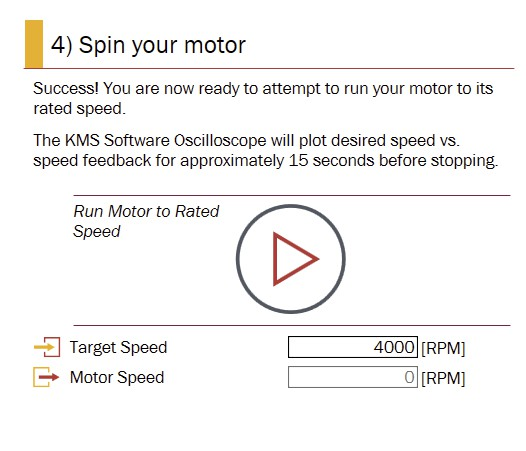 4) Spin your motor
Success! You are now ready to attempt to run your motor to its
rated speed.
The KMS Software Oscilloscope will plot desired speed vs.
speed feedback for approximately 15 seconds before stopping.
Run Motor to Rated
Speed
Target Speed 4000 [RPM]
Motor Speed 0 [RPM]